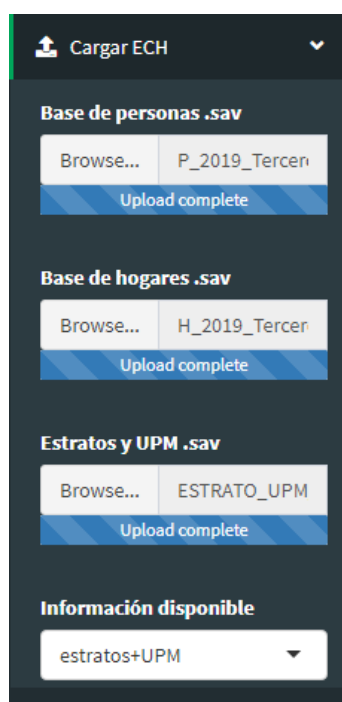 Cargar ECH
Base de personas .sav
Browse... P_2019_Tercer
Upload complete
Base de hogares .sav
Browse... H_2019_Tercer
Upload complete
Estratos y UPM .sav
Browse... ESTRATO_UPM
Upload complete
Información disponible
estratos+UPM